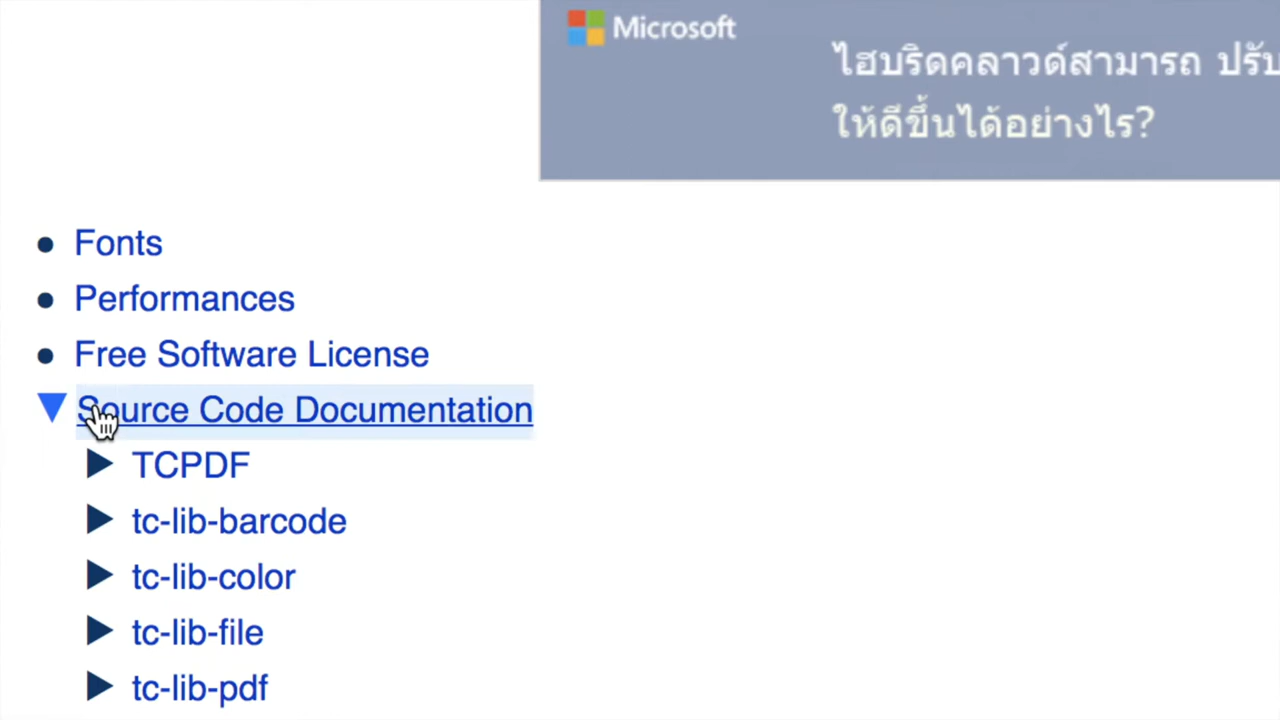 Microsoft
ไฮบริดคลาวด์สามารถ ปรับ
ให้ดีขึ้นได้อย่างไร?
Fonts
Performances
Free Software License
Source Code Documentation
TCPDF
tc-lib-barcode
tc-lib-color
tc-lib-file
tc-lib-pdf